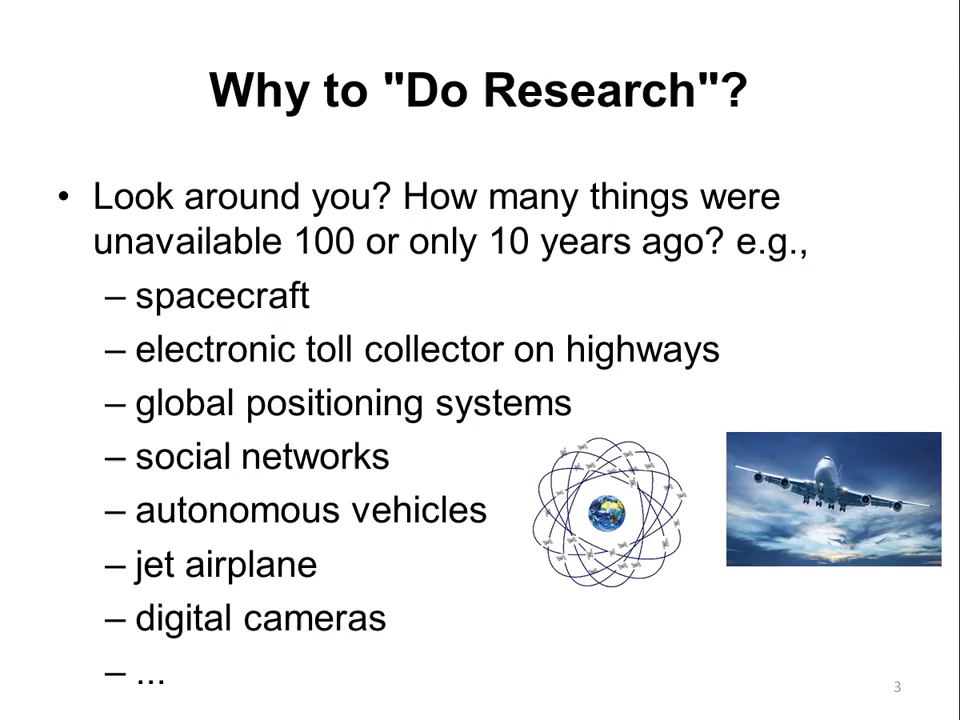 Why to "Do Research"?
• Look around you? How many things were
unavailable 100 or only 10 years ago? e.g.,
– spacecraft
– electronic toll collector on highways
– global positioning systems
– social networks
– autonomous vehicles
– jet airplane
– digital cameras
– ...
3